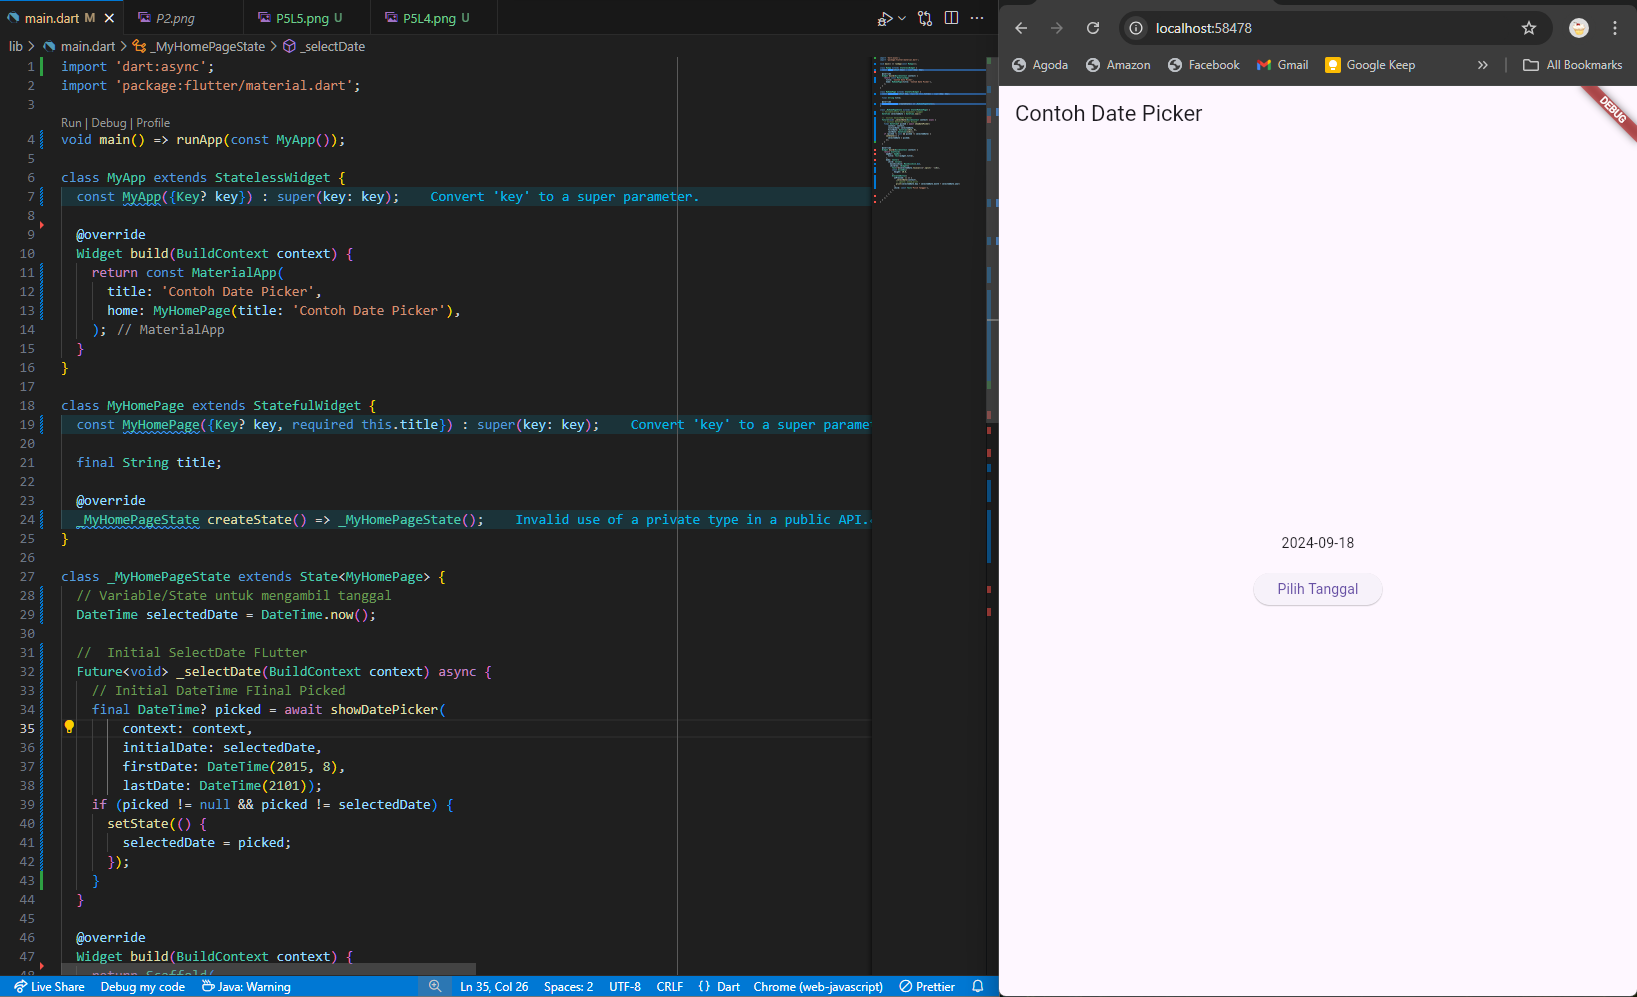 main.dart M
P2.png
P5L5.png U
P5L4.png U
lib > main.dart > _MyHomePageState > _selectDate
1 import 'dart:async';
2 import 'package:flutter/material.dart';
3
Run | Debug | Profile
4 void main() => runApp(const MyApp());
5
6 class MyApp extends StatelessWidget {
7 const MyApp({Key? key}) : super(key: key); Convert 'key' to a super parameter.
8
9 @override
10 Widget build(BuildContext context) {
11 return const MaterialApp(
12 title: 'Contoh Date Picker',
13 home: MyHomePage(title: 'Contoh Date Picker'),
14 ); // MaterialApp
15 }
16 }
17
18 class MyHomePage extends StatefulWidget {
19 const MyHomePage({Key? key, required this.title}) : super(key: key); Convert 'key' to a super parame
20
21 final String title;
22
23 @override
24 _MyHomePageState createState() => _MyHomePageState(); Invalid use of a private type in a public API.
25 }
26
27 class _MyHomePageState extends State<MyHomePage> {
28 // Variable/State untuk mengambil tanggal
29 DateTime selectedDate = DateTime.now();
30
31 //  Initial SelectDate FLutter
32 Future<void> _selectDate(BuildContext context) async {
33 // Initial DateTime FIinal Picked
34 final DateTime? picked = await showDatePicker(
35 context: context,
36 initialDate: selectedDate,
37 firstDate: DateTime(2015, 8),
38 lastDate: DateTime(2101));
39 if (picked != null && picked != selectedDate) {
40 setState(() {
41 selectedDate = picked;
42 });
43 }
44 }
45
46 @override
47 Widget build(BuildContext context) {
48 return Scaffold(
Live Share Debug my code Java: Warning Ln 35, Col 26 Spaces: 2 UTF-8 CRLF {} Dart Chrome (web-javascript) Prettier
localhost:58478
Agoda Amazon Facebook Gmail Google Keep » All Bookmarks
Contoh Date Picker
DEBUG
2024-09-18
Pilih Tanggal